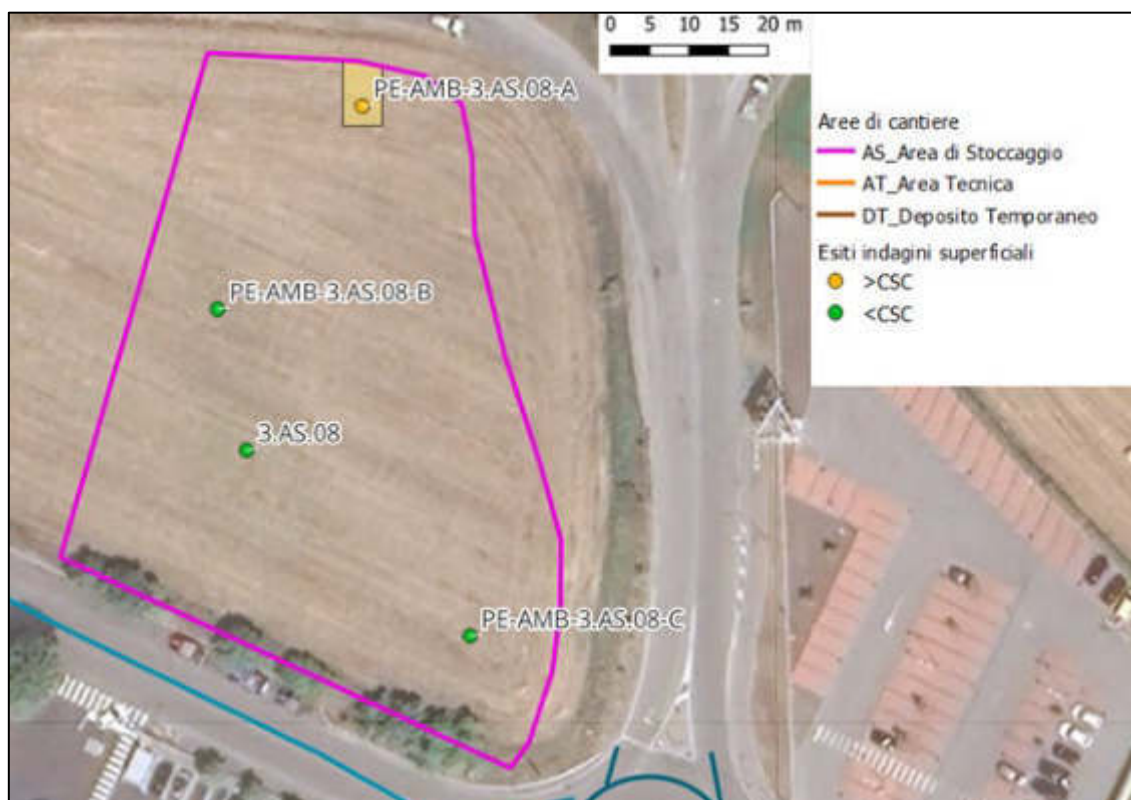 0 5 10 15 20 m
PE-AMB-3.AS.08-A
Aree di cantiere
AS_Area di Stoccaggio
AT_Area Tecnica
DT_Deposito Temporaneo
Esiti indagini superficiali
>CSC
<CSC
PE-AMB-3.AS.08-B
3.AS.08
PE-AMB-3.AS.08-C